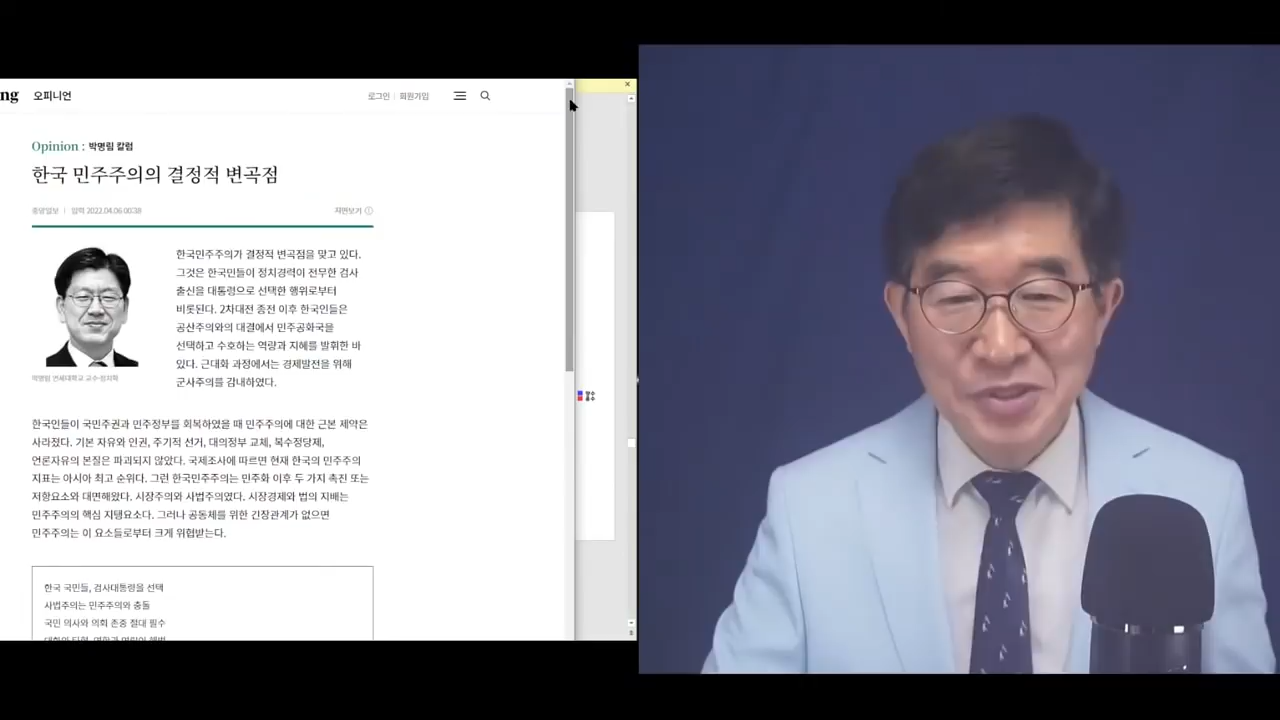 ng 오피니언
로그인 | 회원가입
Opinion : 박명림 칼럼
한국 민주주의의 결정적 변곡점
중앙일보 | 입력 2022.04.06 00:38
지면보기
한국민주주의가 결정적 변곡점을 맞고 있다.
그것은 한국민들이 정치경력이 전무한 검사
출신을 대통령으로 선택한 행위로부터
비롯된다. 2차대전 종전 이후 한국인들은
공산주의와의 대결에서 민주공화국을
선택하고 수호하는 역량과 지혜를 발휘한 바
있다. 근대화 과정에서는 경제발전을 위해
군사주의를 감내하였다.
박명림 연세대학교 교수·정치학
한국인들이 국민주권과 민주정부를 회복하였을 때 민주주의에 대한 근본 제약은
사라졌다. 기본 자유와 인권, 주기적 선거, 대의정부 교체, 복수정당제,
언론자유의 본질은 파괴되지 않았다. 국제조사에 따르면 현재 한국의 민주주의
지표는 아시아 최고 순위다. 그런 한국민주주의는 민주화 이후 두 가지 촉진 또는
저항요소와 대면해왔다. 시장주의와 사법주의였다. 시장경제와 법의 지배는
민주주의의 핵심 지탱요소다. 그러나 공동체를 위한 긴장관계가 없으면
민주주의는 이 요소들로부터 크게 위협받는다.
한국 국민들, 검사대통령을 선택
사법주의는 민주주의와 충돌
국민 의사와 의회 존중 절대 필수